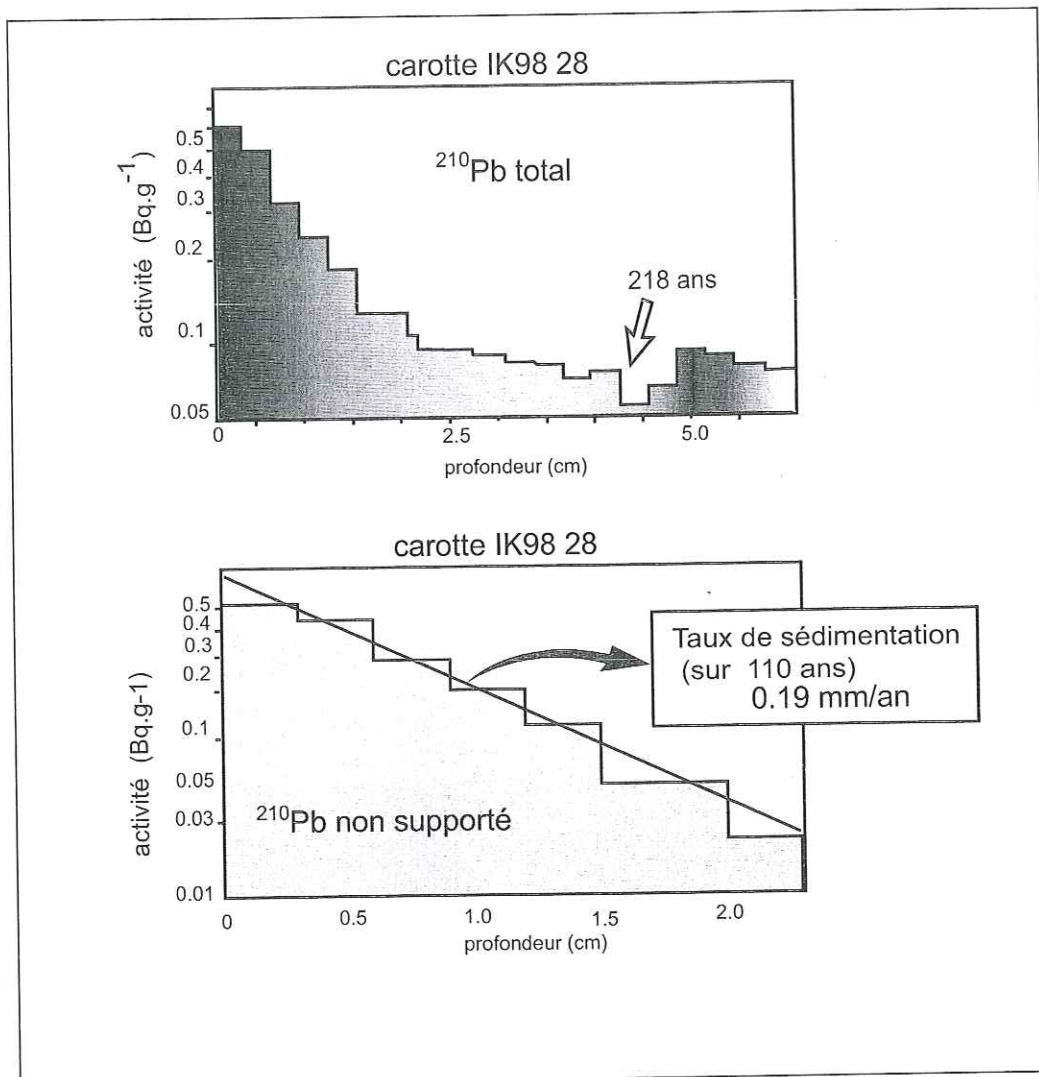 carotte IK98 28
activité (Bq.g⁻¹)
0.5
0.4
0.3
0.2
0.1
0.05
²¹⁰Pb total
218 ans
0
2.5
5.0
profondeur (cm)
carotte IK98 28
activité (Bq.g-1)
0.5
0.4
0.3
0.2
0.1
0.05
0.03
0.01
Taux de sédimentation
(sur 110 ans)
0.19 mm/an
²¹⁰Pb non supporté
0
0.5
1.0
1.5
2.0
profondeur (cm)